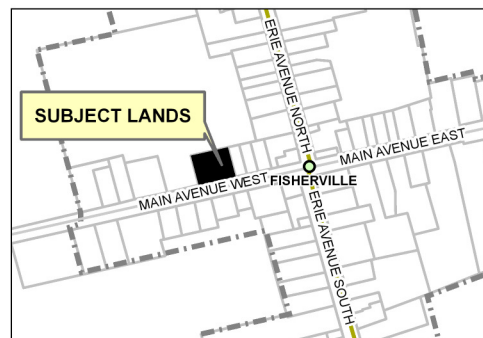 ERIE AVENUE NORTH
SUBJECT LANDS
MAIN AVENUE EAST
FISHERVILLE
MAIN AVENUE WEST
ERIE AVENUE SOUTH